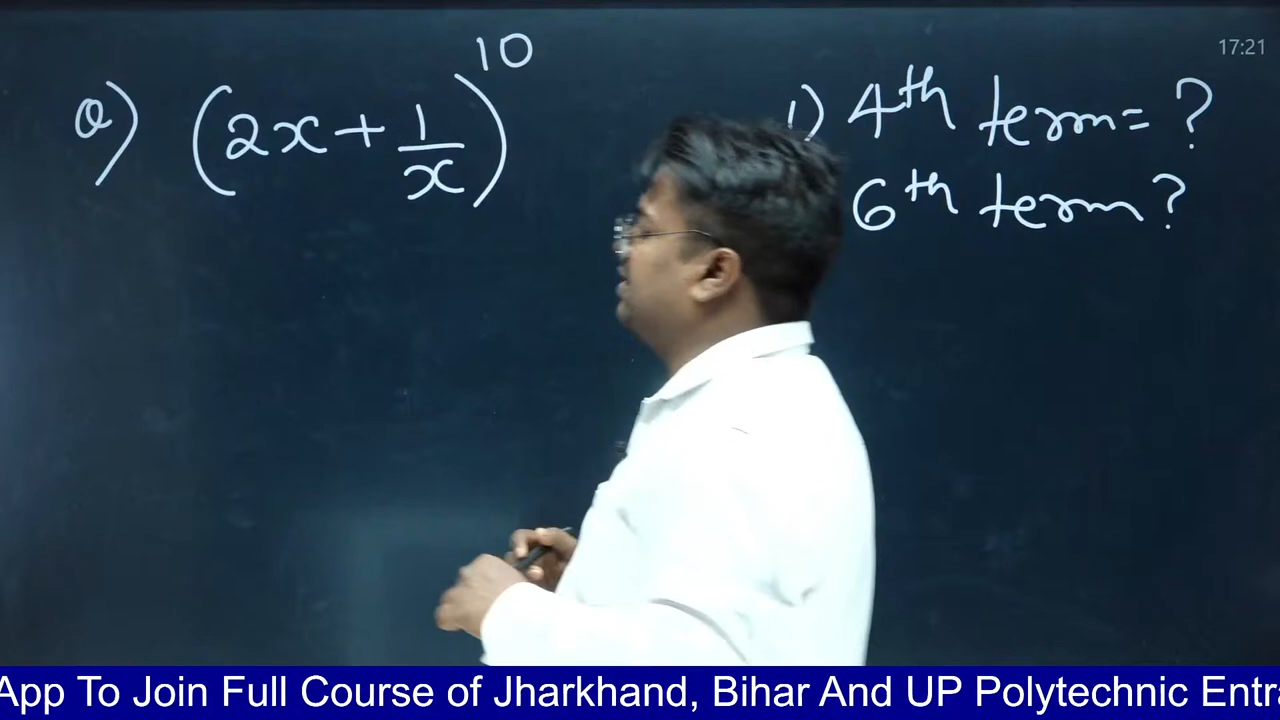 Q) (2x + 1/x)^10
1) 4th term = ?
6th term ?
17:21
App To Join Full Course of Jharkhand, Bihar And UP Polytechnic